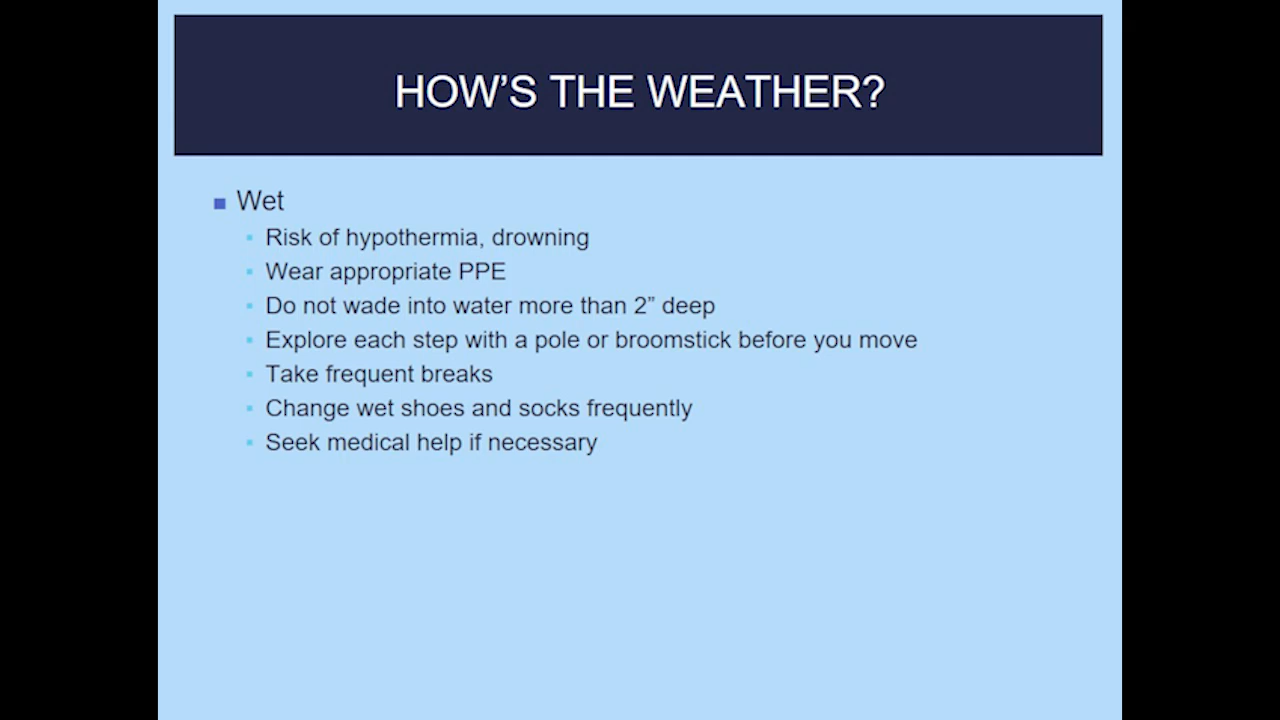 HOW’S THE WEATHER?
Wet
Risk of hypothermia, drowning
Wear appropriate PPE
Do not wade into water more than 2” deep
Explore each step with a pole or broomstick before you move
Take frequent breaks
Change wet shoes and socks frequently
Seek medical help if necessary